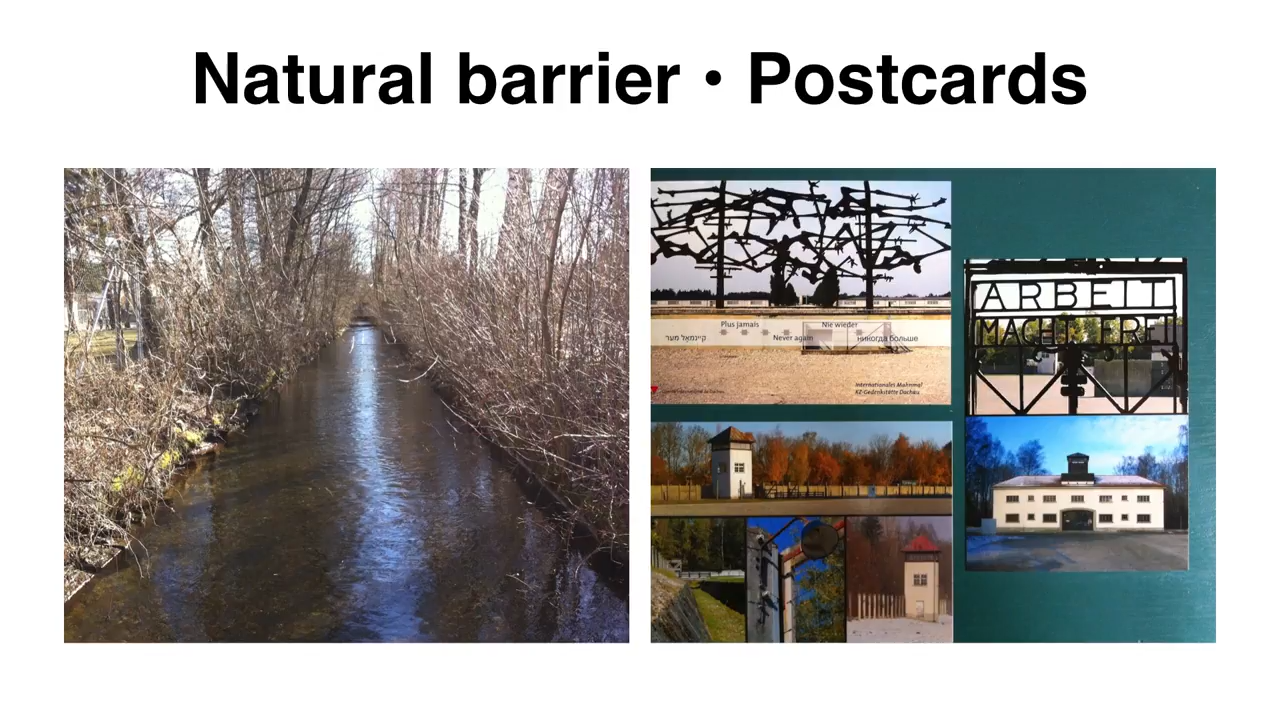 Natural barrier • Postcards
Plus jamais
Nie wieder
קיינמאָל מער
Never again
никогда больше
Internationales Mahnmal
KZ-Gedenkstätte Dachau
ARBEIT
MACHT FREI